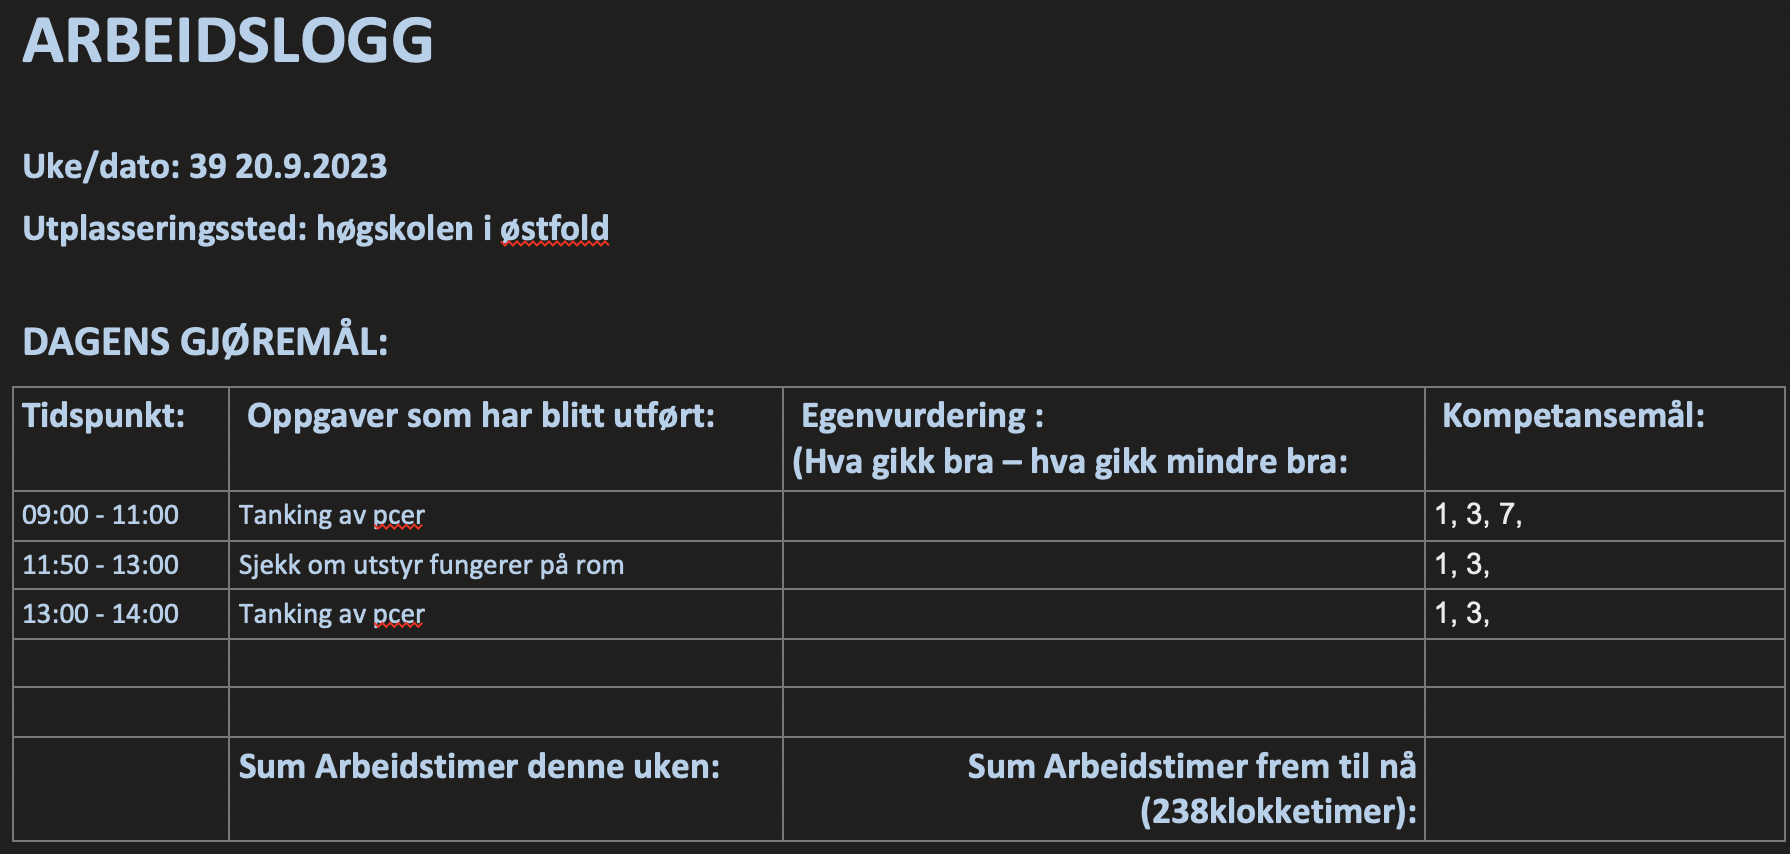 ARBEIDSLOGG
Uke/dato: 39 20.9.2023
Utplasseringssted: høgskolen i østfold
DAGENS GJØREMÅL:
Tidspunkt: Oppgaver som har blitt utført: Egenvurdering : Kompetansemål:
(Hva gikk bra – hva gikk mindre bra:
09:00 - 11:00 Tanking av pcer 1, 3, 7,
11:50 - 13:00 Sjekk om utstyr fungerer på rom 1, 3,
13:00 - 14:00 Tanking av pcer 1, 3,
Sum Arbeidstimer denne uken: Sum Arbeidstimer frem til nå
(238klokketimer):